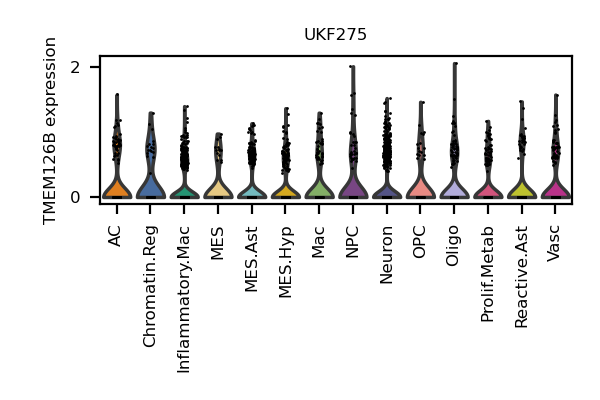 UKF275
TMEM126B expression
2
0
AC
Chromatin.Reg
Inflammatory.Mac
MES
MES.Ast
MES.Hyp
Mac
NPC
Neuron
OPC
Oligo
Prolif.Metab
Reactive.Ast
Vasc